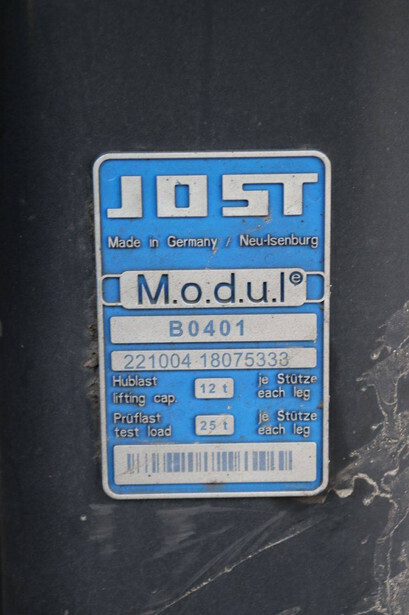 JOST
Made in Germany / Neu-Isenburg
M.o.d.u.l e
B0401
221004 18075333
Hublast je Stütze
lifting cap. 12 t each leg
Prüflast je Stütze
test load 25 t each leg